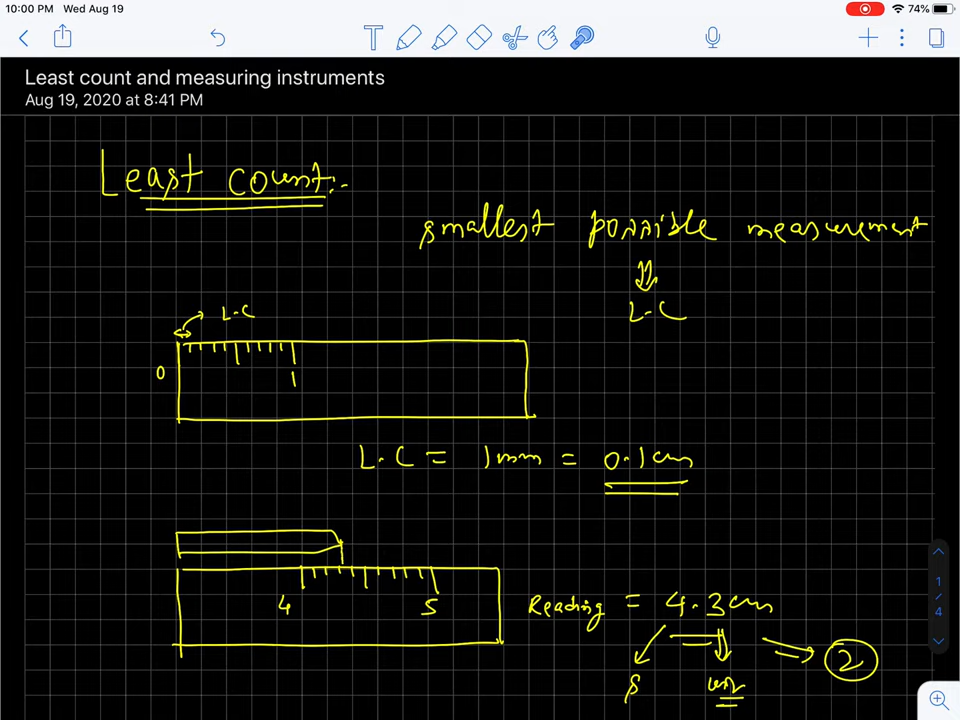 10:00 PM Wed Aug 19
74%
T
Least count and measuring instruments
Aug 19, 2020 at 8:41 PM
Least count:-
smallest possible measurement
L.C
L.C
0
1
L.C = 1mm = 0.1cm
4 5
Reading = 4.3cm
2
1
/
4